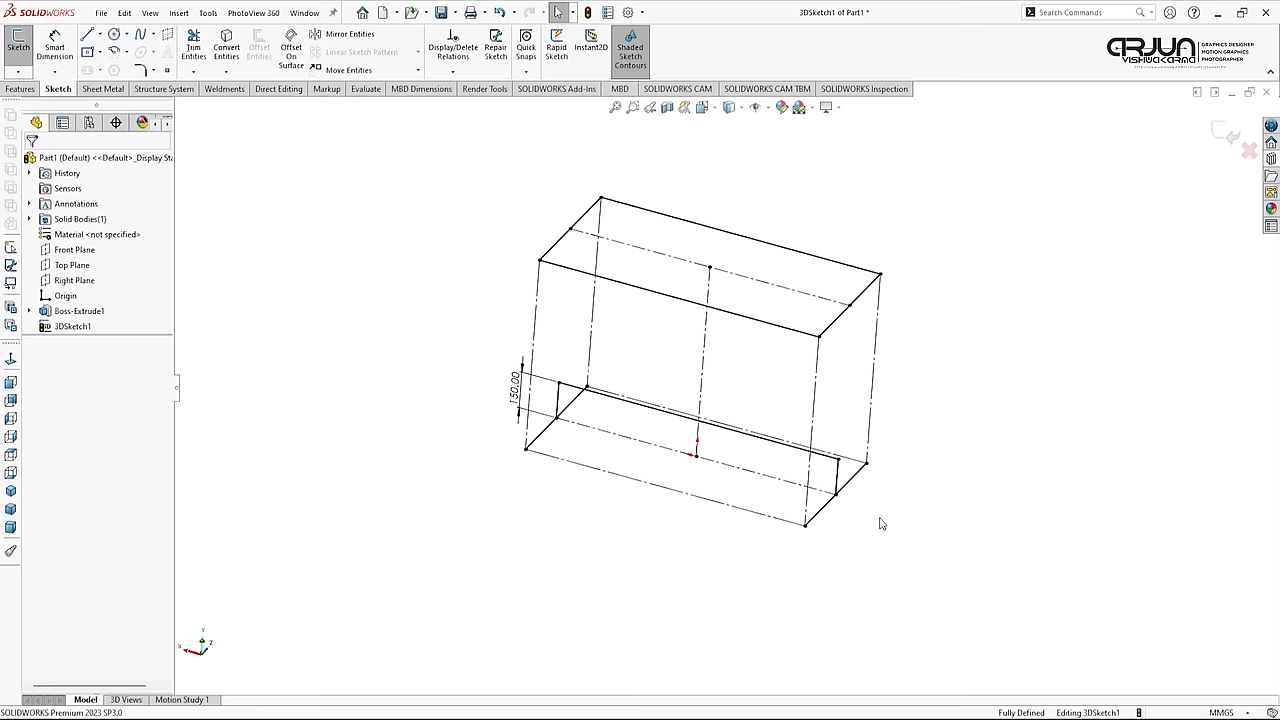 SOLIDWORKS File Edit View Insert Tools PhotoView 360 Window 3DSketch1 of Part1 * Search Commands
Sketch Smart Dimension Trim Entities Convert Entities Offset Entities Offset On Surface Mirror Entities Linear Sketch Pattern Move Entities Display/Delete Relations Repair Sketch Quick Snaps Rapid Sketch Instant2D Shaded Sketch Contours
ARJUN VISHWAKARMA GRAPHICS DESIGNER MOTION GRAPHICS PHOTOGRAPHER
Features Sketch Sheet Metal Structure System Weldments Direct Editing Markup Evaluate MBD Dimensions Render Tools SOLIDWORKS Add-Ins MBD SOLIDWORKS CAM SOLIDWORKS CAM TBM SOLIDWORKS Inspection
Part1 (Default) <<Default>_Display Sta
History
Sensors
Annotations
Solid Bodies(1)
Material <not specified>
Front Plane
Top Plane
Right Plane
Origin
Boss-Extrude1
3D 3DSketch1
150.00
Y
X Z
Model 3D Views Motion Study 1
SOLIDWORKS Premium 2023 SP3.0 Fully Defined Editing 3DSketch1 MMGS